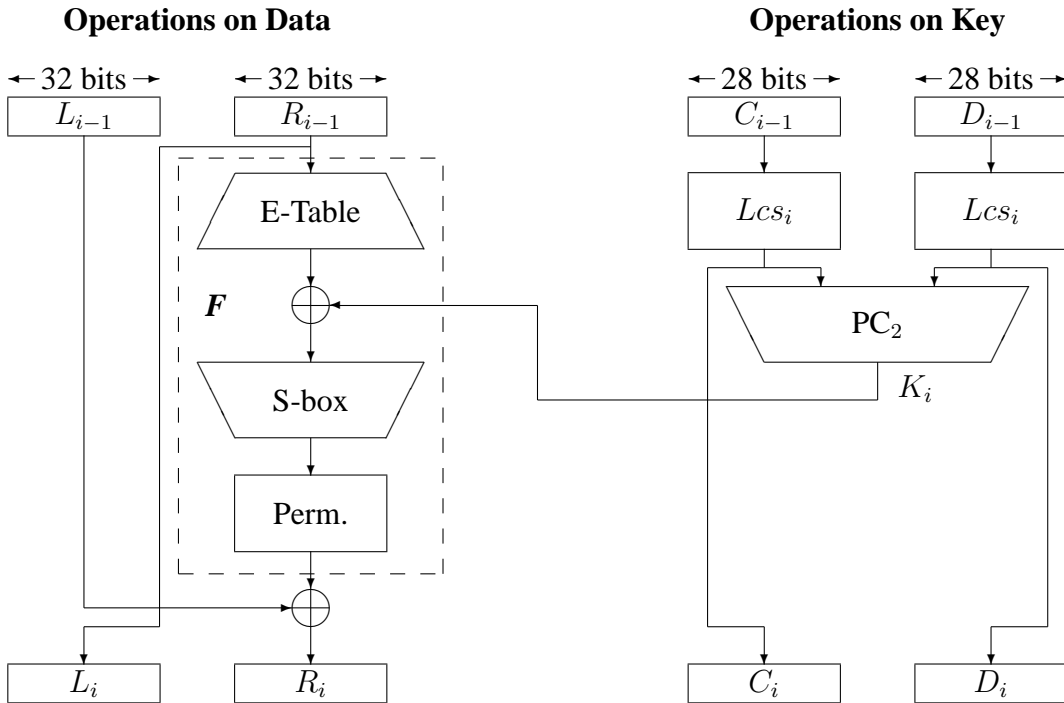 Operations on Data Operations on Key
32 bits 32 bits 28 bits 28 bits
L_{i−1} R_{i−1} C_{i−1} D_{i−1}
E-Table Lcs_i Lcs_i
F PC_2
S-box K_i
Perm.
L_i R_i C_i D_i